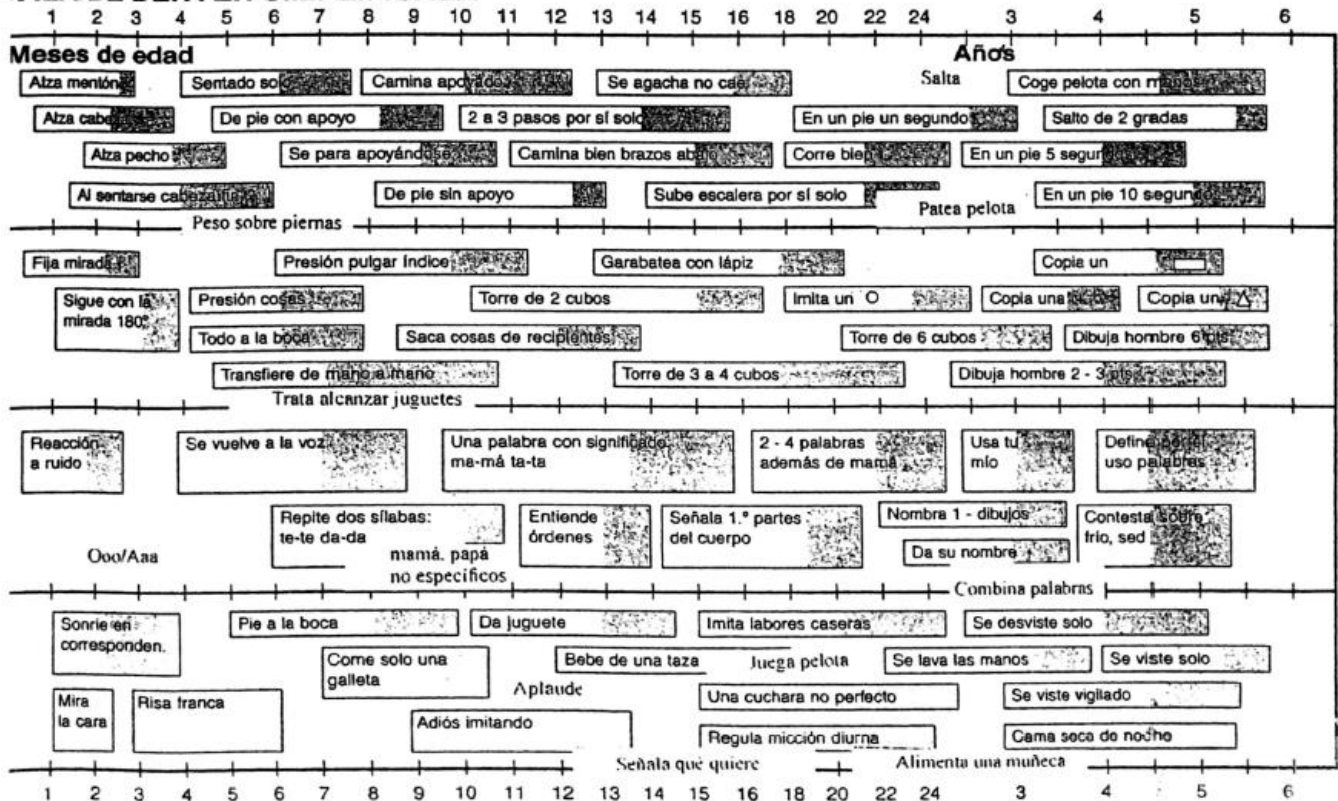 1 2 3 4 5 6 7 8 9 10 11 12 13 14 15 16 18 20 22 24 3 4 5 6
Meses de edad Años
Alza mentón Sentado solo Camina apoyado Se agacha no cae Salta Coge pelota con manos
Alza cabeza De pie con apoyo 2 a 3 pasos por sí solo En un pie un segundo Salto de 2 gradas
Alza pecho Se para apoyándose Camina bien brazos abajo Corre bien En un pie 5 segundos
Al sentarse cabeza De pie sin apoyo Sube escalera por sí solo Patea pelota En un pie 10 segundos
Peso sobre piernas
Fija mirada Presión pulgar índice Garabatea con lápiz Copia un
Sigue con la mirada 180° Presión cosas Torre de 2 cubos Imita un O Copia una Copia un
Todo a la boca Saca cosas de recipientes Torre de 6 cubos Dibuja hombre 6 pts
Transfiere de mano a mano Torre de 3 a 4 cubos Dibuja hombre 2 - 3 pts
Trata alcanzar juguetes
Reacción a ruido Se vuelve a la voz Una palabra con significado ma-má ta-ta 2 - 4 palabras además de mamá Usa tu mío Define por el uso palabras
Repite dos sílabas: te-te da-da Entiende órdenes Señala 1.º partes del cuerpo Nombra 1 - dibujos Contesta sobre frío, sed
Ooo/Aaa mamá, papá no específicos Da su nombre
Combina palabras
Sonríe en corresponden. Pie a la boca Da juguete Imita labores caseras Se desviste solo
Come solo una galleta Bebe de una taza Juega pelota Se lava las manos Se viste solo
Mira la cara Risa franca Aplaude Una cuchara no perfecto Se viste vigilado
Adiós imitando Regula micción diurna Cama seca de noche
Señala qué quiere Alimenta una muñeca
1 2 3 4 5 6 7 8 9 10 11 12 13 14 15 16 18 20 22 24 3 4 5 6